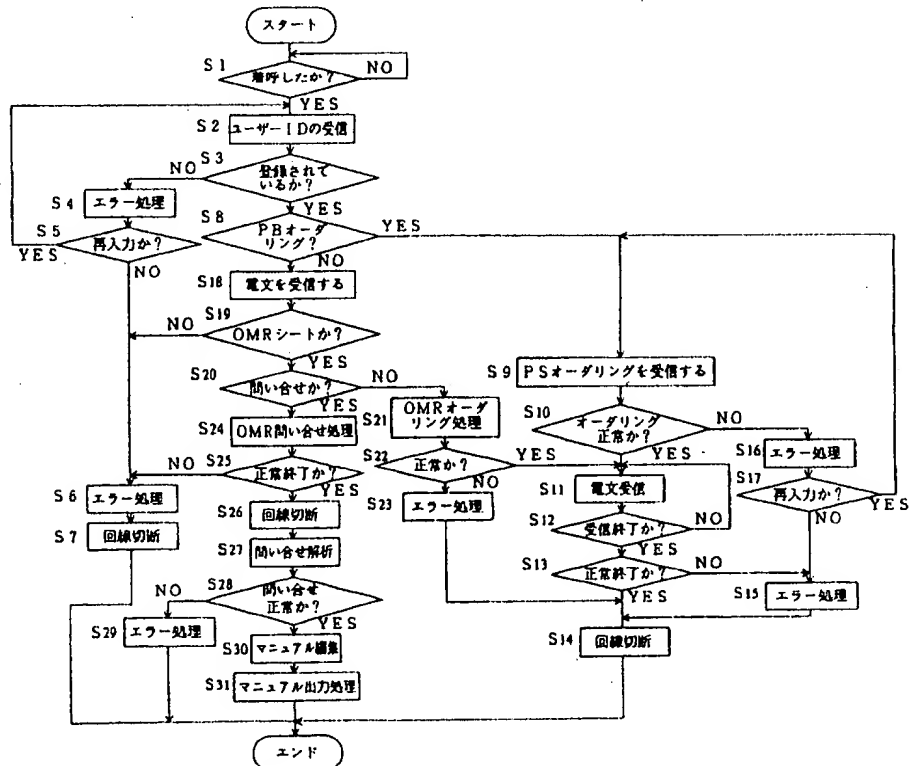 スタート
S1
着呼したか?
NO
YES
S2
ユーザーIDの受信
S3
登録されて
いるか?
NO
YES
S4
エラー処理
S5
再入力か?
YES
NO
S8
PBオーダ
リング?
YES
NO
S18
電文を受信する
S19
OMRシートか?
NO
YES
S20
問い合せか?
NO
YES
S24
OMR問い合せ処理
S25
正常終了か?
NO
YES
S6
エラー処理
S7
回線切断
S26
回線切断
S27
問い合せ解析
S28
問い合せ
正常か?
NO
YES
S29
エラー処理
S30
マニュアル編集
S31
マニュアル出力処理
S21
OMRオー
ダリング処理
S22
正常か?
YES
NO
S23
エラー処理
S9
PSオーダリングを受信する
S10
オーダリング
正常か?
NO
YES
S16
エラー処理
S17
再入力か?
YES
NO
S11
電文受信
S12
受信終了か?
NO
YES
S13
正常終了か?
NO
YES
S15
エラー処理
S14
回線切断
エンド